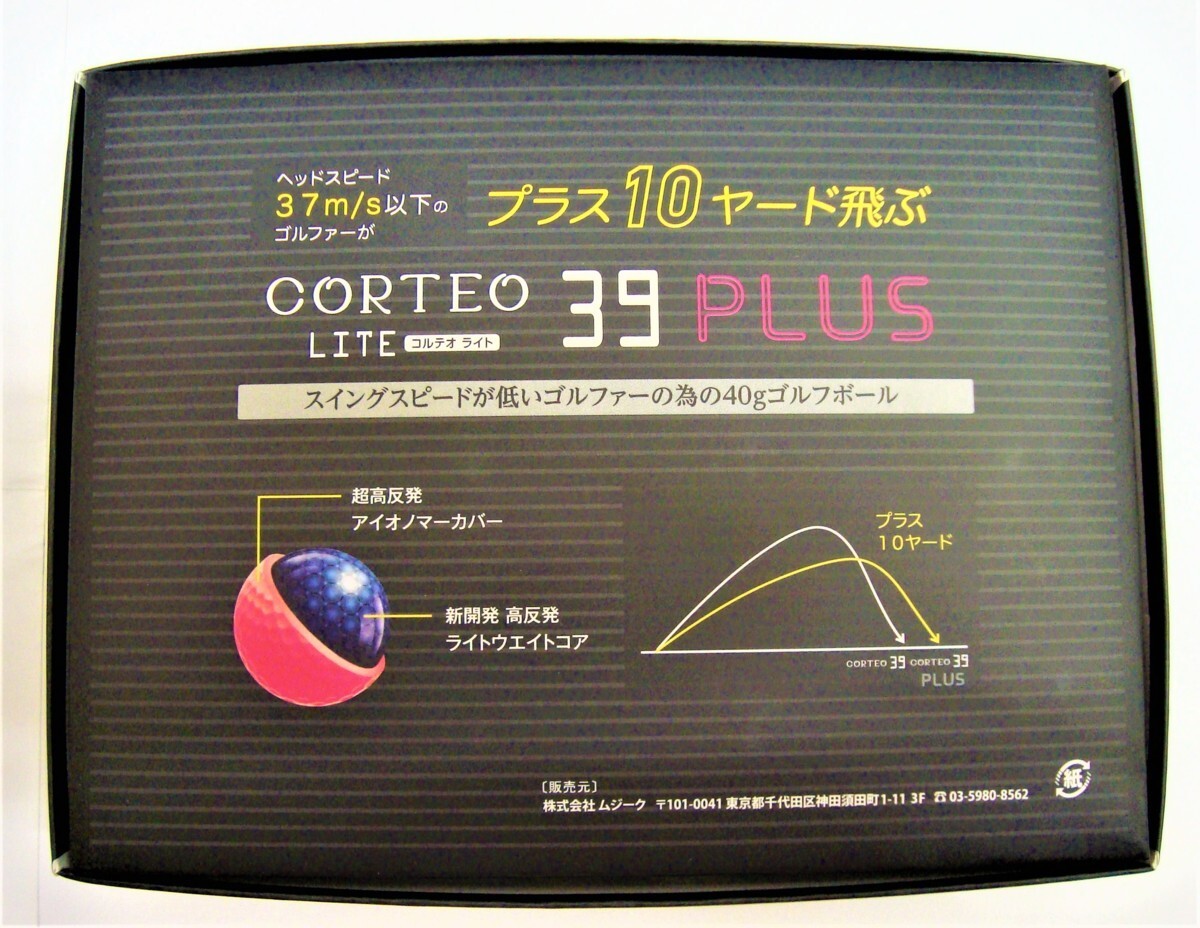 ヘッドスピード
37m/s以下の
ゴルファーが
プラス10ヤード飛ぶ
CORTEO 39 PLUS
LITE コルテオ ライト
スイングスピードが低いゴルファーの為の40gゴルフボール
超高反発
アイオノマーカバー
新開発 高反発
ライトウエイトコア
プラス
10ヤード
CORTEO 39 CORTEO 39
PLUS
〔販売元〕
株式会社 ムジーク 〒101-0041 東京都千代田区神田須田町1-11 3F ☎03-5980-8562
紙